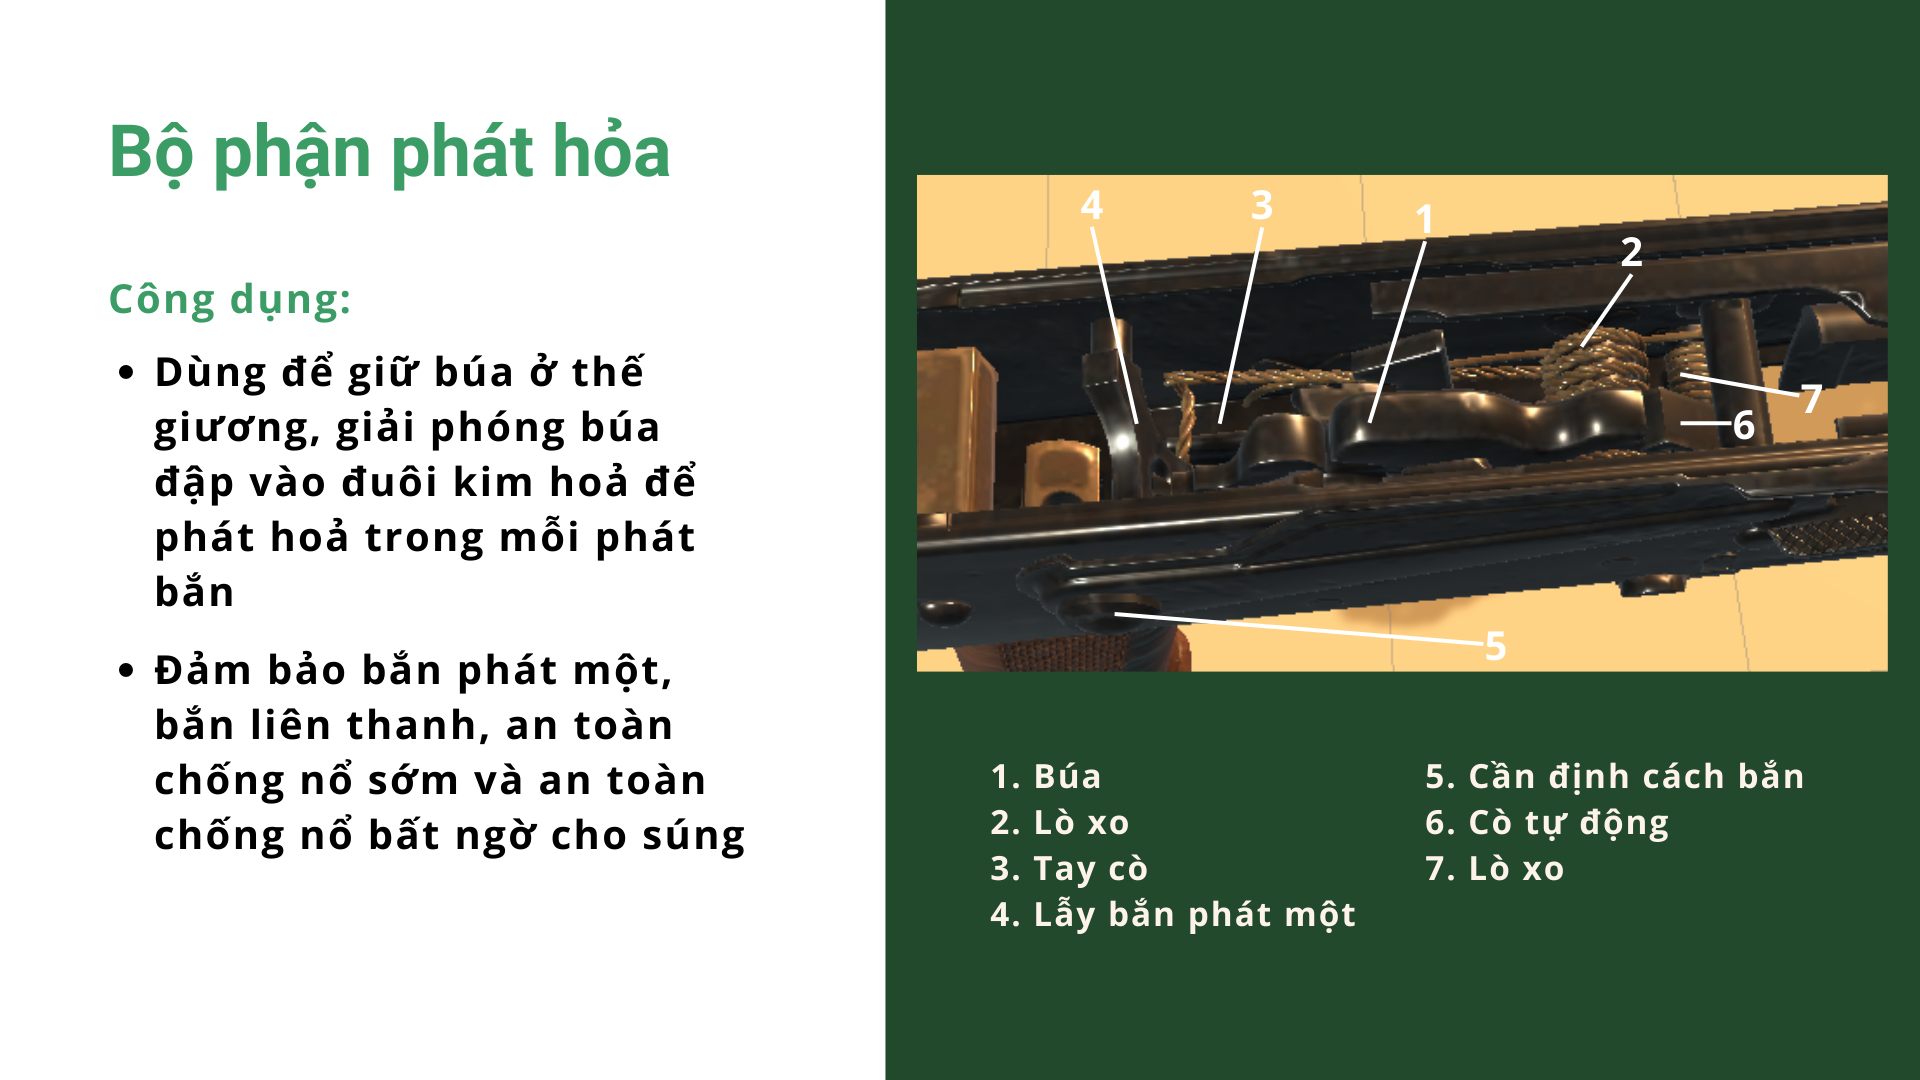 Bộ phận phát hỏa
Công dụng:
• Dùng để giữ búa ở thế
giương, giải phóng búa
đập vào đuôi kim hoả để
phát hoả trong mỗi phát
bắn
• Đảm bảo bắn phát một,
bắn liên thanh, an toàn
chống nổ sớm và an toàn
chống nổ bất ngờ cho súng
4
3
1
2
7
6
5
1. Búa
2. Lò xo
3. Tay cò
4. Lẫy bắn phát một
5. Cần định cách bắn
6. Cò tự động
7. Lò xo